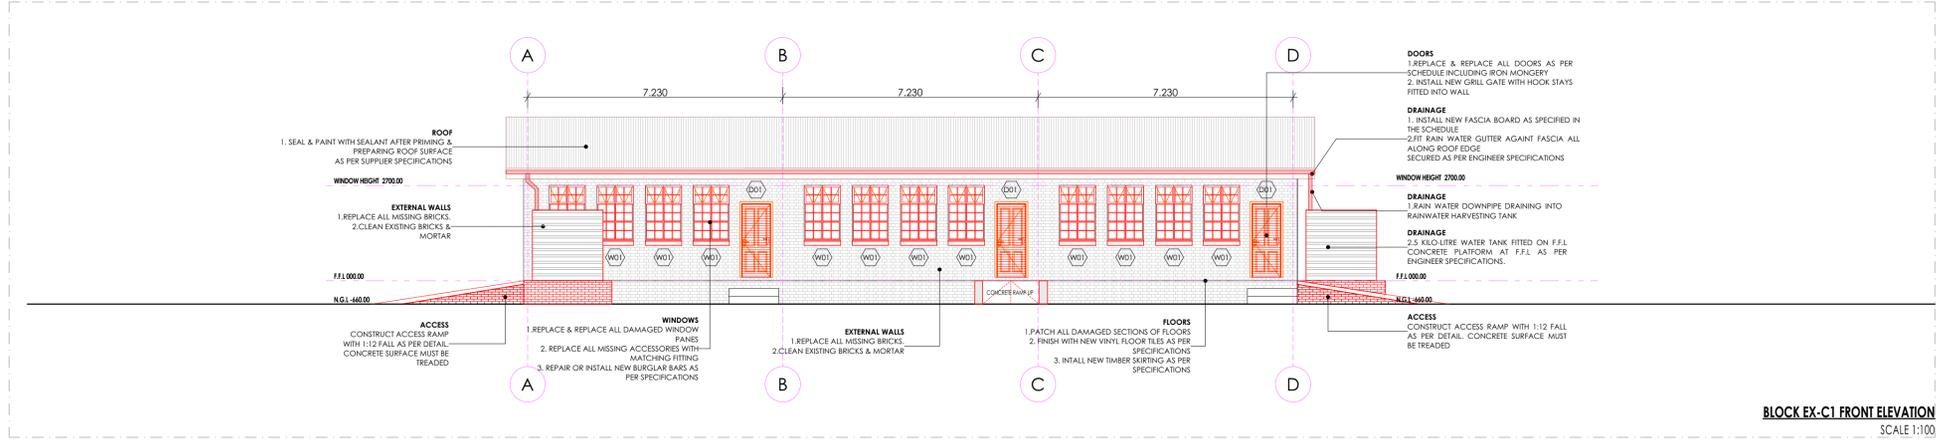 A
B
C
D
7.230
7.230
7.230
ROOF
1. SEAL & PAINT WITH SEALANT AFTER PRIMING &
PREPARING ROOF SURFACE
AS PER SUPPLIER SPECIFICATIONS
WINDOW HEIGHT 2700.00
EXTERNAL WALLS
1.REPLACE ALL MISSING BRICKS.
2.CLEAN EXISTING BRICKS &
MORTAR
F.F.L 000.00
N.G.L -660.00
ACCESS
CONSTRUCT ACCESS RAMP
WITH 1:12 FALL AS PER DETAIL.
CONCRETE SURFACE MUST BE
TREADED
D01
D01
D01
W01
W01
W01
W01
W01
W01
W01
W01
W01
W01
W01
CONCRETE RAMP UP
WINDOWS
1.REPLACE & REPLACE ALL DAMAGED WINDOW
PANES
2. REPLACE ALL MISSING ACCESSORIES WITH
MATCHING FITTING
3. REPAIR OR INSTALL NEW BURGLAR BARS AS
PER SPECIFICATIONS
EXTERNAL WALLS
1.REPLACE ALL MISSING BRICKS.
2.CLEAN EXISTING BRICKS & MORTAR
FLOORS
1.PATCH ALL DAMAGED SECTIONS OF FLOORS
2. FINISH WITH NEW VINYL FLOOR TILES AS PER
SPECIFICATIONS
3. INTALL NEW TIMBER SKIRTING AS PER
SPECIFICATIONS
DOORS
1.REPLACE & REPLACE ALL DOORS AS PER
SCHEDULE INCLUDING IRON MONGERY
2. INSTALL NEW GRILL GATE WITH HOOK STAYS
FITTED INTO WALL
DRAINAGE
1. INSTALL NEW FASCIA BOARD AS SPECIFIED IN
THE SCHEDULE
2.FIT RAIN WATER GUTTER AGAINT FASCIA ALL
ALONG ROOF EDGE
SECURED AS PER ENGINEER SPECIFICATIONS
WINDOW HEIGHT 2700.00
DRAINAGE
1.RAIN WATER DOWNPIPE DRAINING INTO
RAINWATER HARVESTING TANK
DRAINAGE
2.5 KILO-LITRE WATER TANK FITTED ON F.F.L
CONCRETE PLATFORM AT F.F.L AS PER
ENGINEER SPECIFICATIONS.
F.F.L 000.00
N.G.L -660.00
ACCESS
CONSTRUCT ACCESS RAMP WITH 1:12 FALL
AS PER DETAIL. CONCRETE SURFACE MUST
BE TREADED
A
B
C
D
BLOCK EX-C1 FRONT ELEVATION
SCALE 1:100